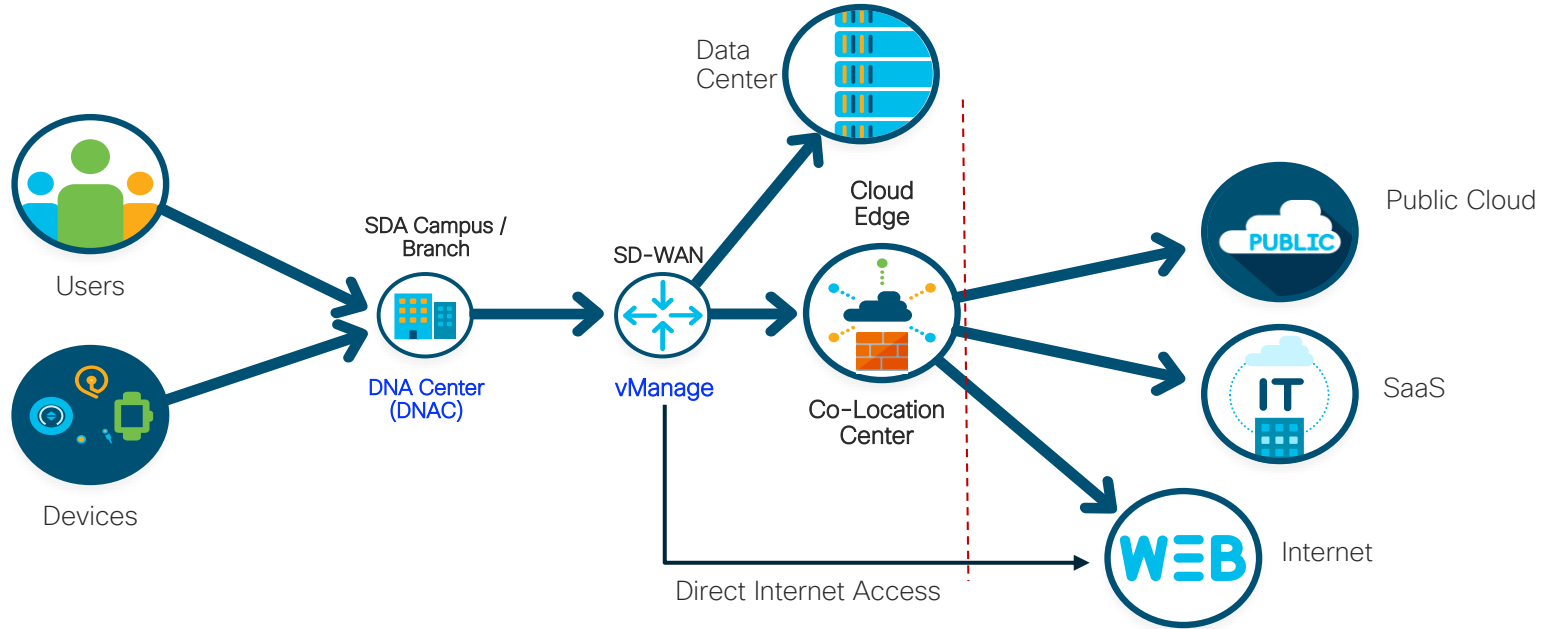 Data
Center
Users
Devices
SDA Campus /
Branch
DNA Center
(DNAC)
SD-WAN
vManage
Cloud
Edge
Co-Location
Center
Direct Internet Access
PUBLIC
Public Cloud
IT
SaaS
WEB
Internet